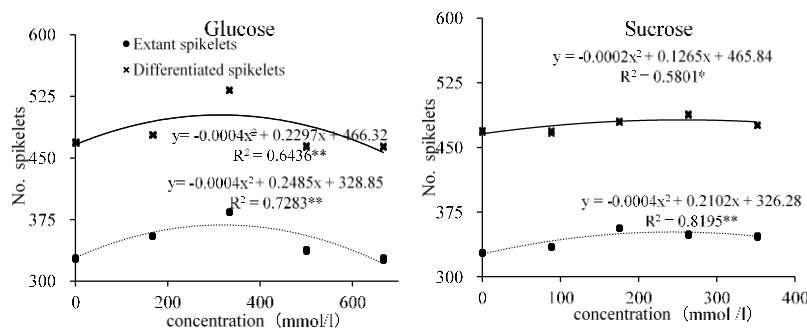 Glucose
600
525
450
375
300
No. spikelets
Extant spikelets
Differentiated spikelets
y= -0.0004x² + 0.2297x + 466.32
R² = 0.6436**
y= -0.0004x² + 0.2485x + 328.85
R² = 0.7283**
0 200 400 600
concentration (mmol/l)
Sucrose
600
525
450
375
300
No. spikelets
y = -0.0002x² + 0.1265x + 465.84
R² = 0.5801*
y = -0.0004x² + 0.2102x + 326.28
R² = 0.8195**
0 100 200 300 400
concentration (mmol /l)